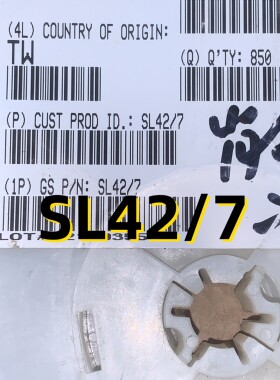 (4L) COUNTRY OF ORIGIN:
TW
(Q) Q'TY: 850
(P) CUST PROD ID.: SL42/7
(1P) GS P/N: SL42/7
SL42/7